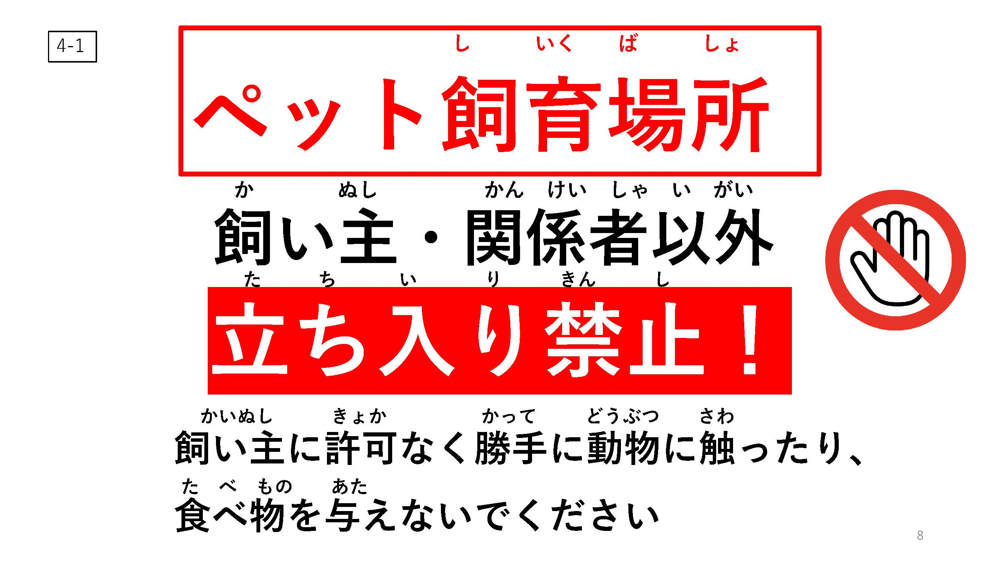 4-1
し いく ば しょ
ペット飼育場所
か ぬし かん けい しゃ い がい
飼い主・関係者以外
た ち い り きん し
立ち入り禁止！
かいぬし きょか かって どうぶつ さわ
飼い主に許可なく勝手に動物に触ったり、
た べ もの あた
食べ物を与えないでください
8